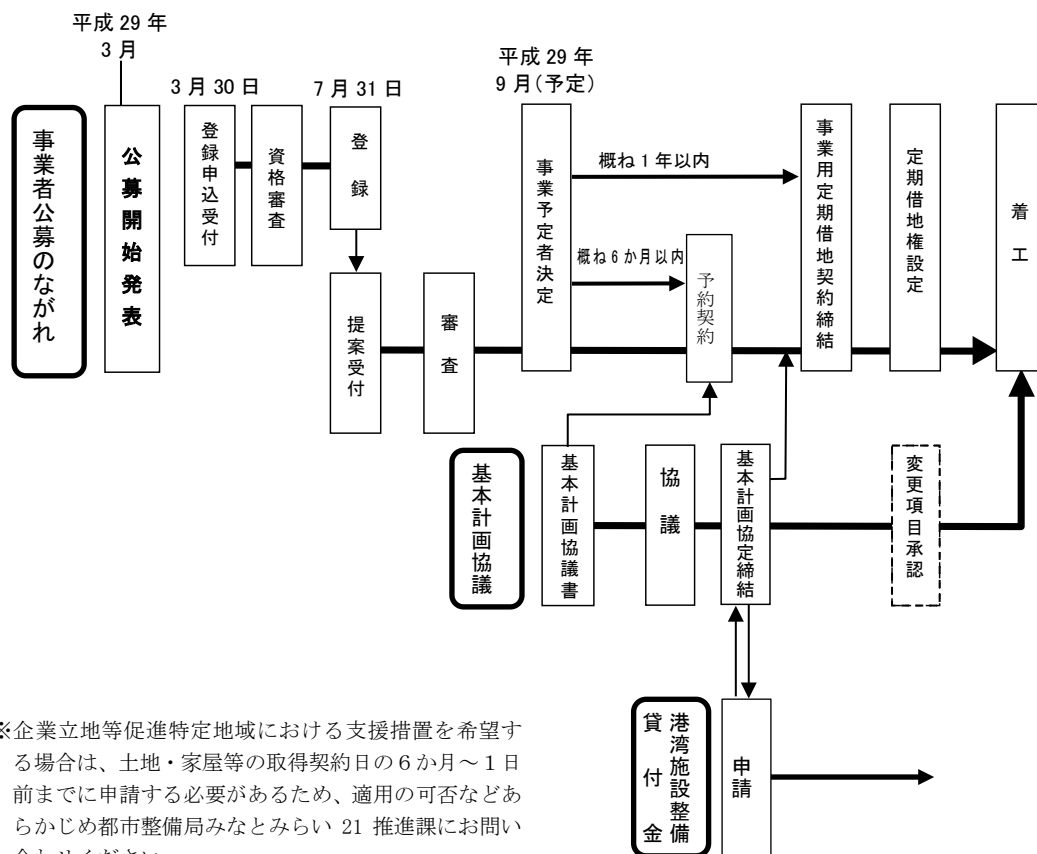 平成 29 年
3 月
3 月 30 日
7 月 31 日
平成 29 年
9 月(予定)
事業者公募のながれ
公募開始発表
登録申込受付
資格審査
登録
提案受付
審査
事業予定者決定
概ね 1 年以内
概ね 6 か月以内
予約契約
事業用定期借地契約締結
定期借地権設定
着工
基本計画協議
基本計画協議書
協議
基本計画協定締結
変更項目承認
港湾施設整備
貸付金
申請
※企業立地等促進特定地域における支援措置を希望す
る場合は、土地・家屋等の取得契約日の6か月~1日
前までに申請する必要があるため、適用の可否などあ
らかじめ都市整備局みなとみらい 21 推進課にお問い